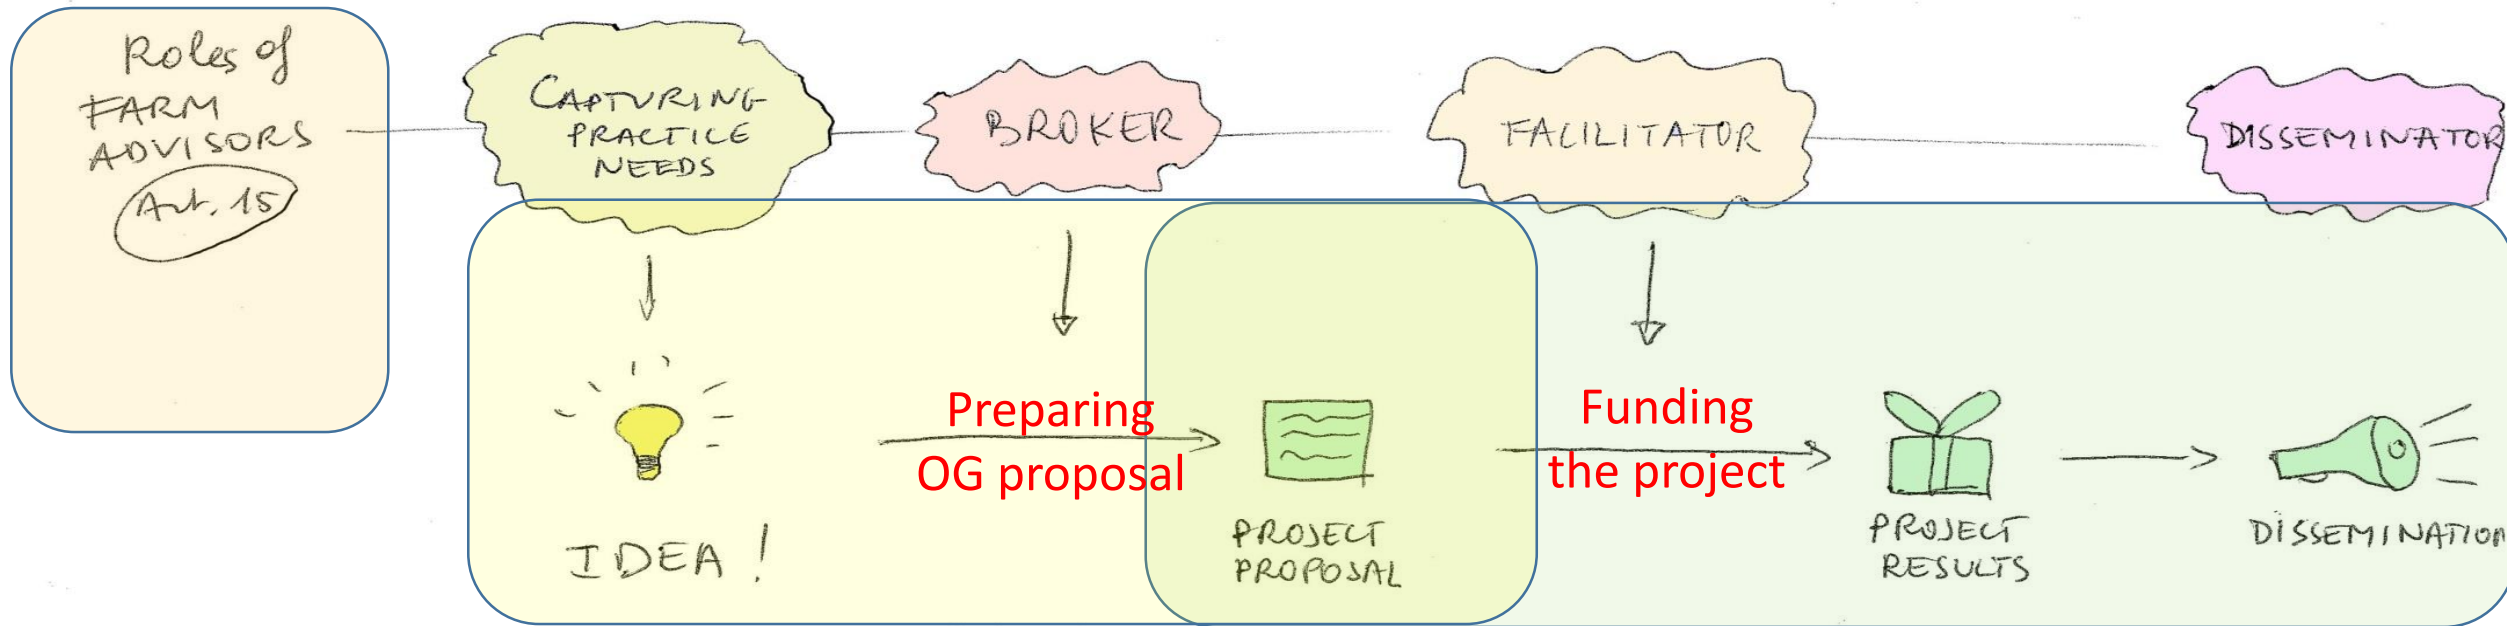 Roles of
FARM
ADVISORS
Art. 15
CAPTURING
PRACTICE
NEEDS
BROKER
FACILITATOR
DISSEMINATOR
Preparing
OG proposal
Funding
the project
IDEA !
PROJECT
PROPOSAL
PROJECT
RESULTS
DISSEMINATION